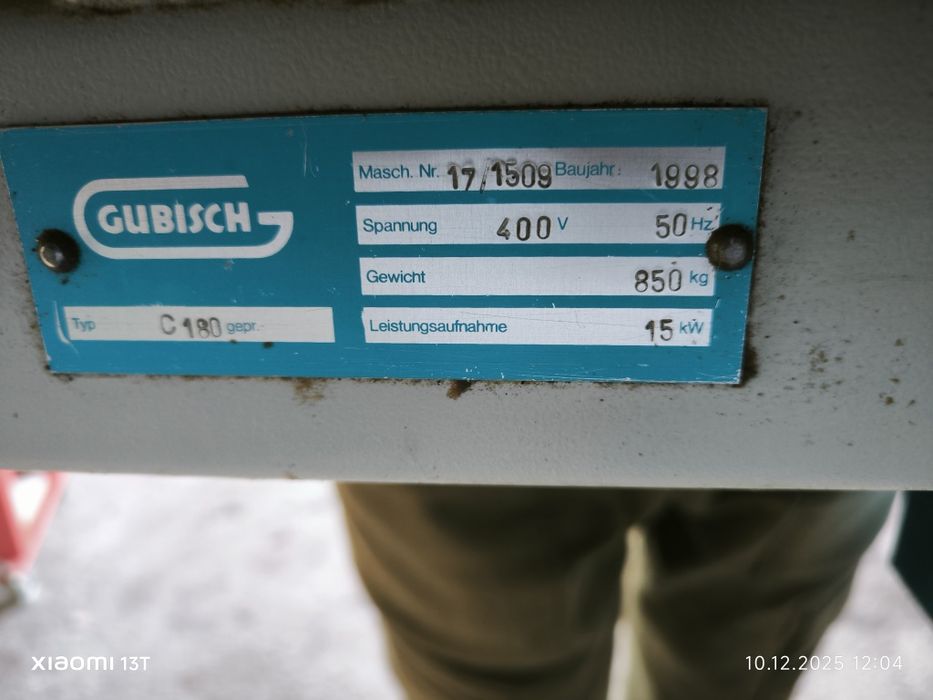 GUBISCH
Typ C 180 gepr.
Masch. Nr. 17/1509 Baujahr: 1998
Spannung 400 V 50 Hz
Gewicht 850 kg
Leistungsaufnahme 15 kW
XIAOMI 13T
10.12.2025 12:04